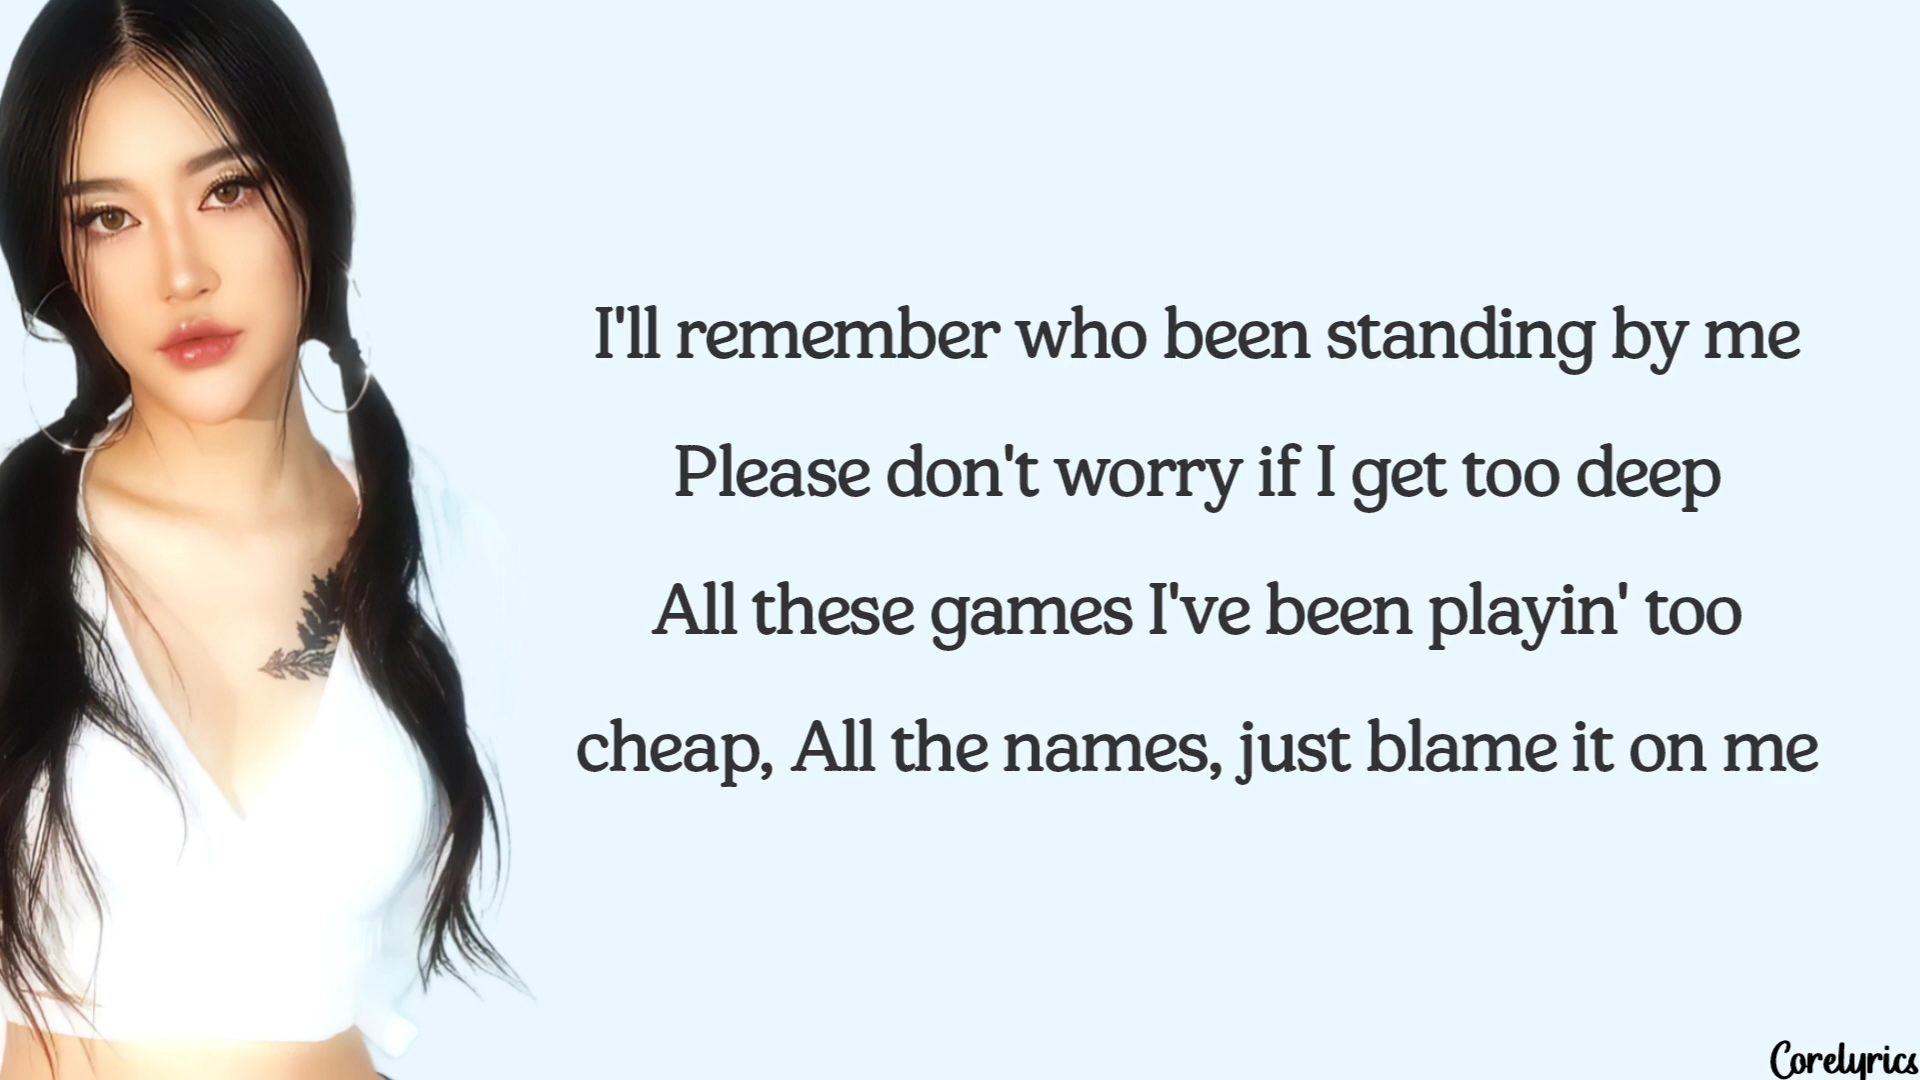 I'll remember who been standing by me
Please don't worry if I get too deep
All these games I've been playin' too
cheap, All the names, just blame it on me
Corelyrics